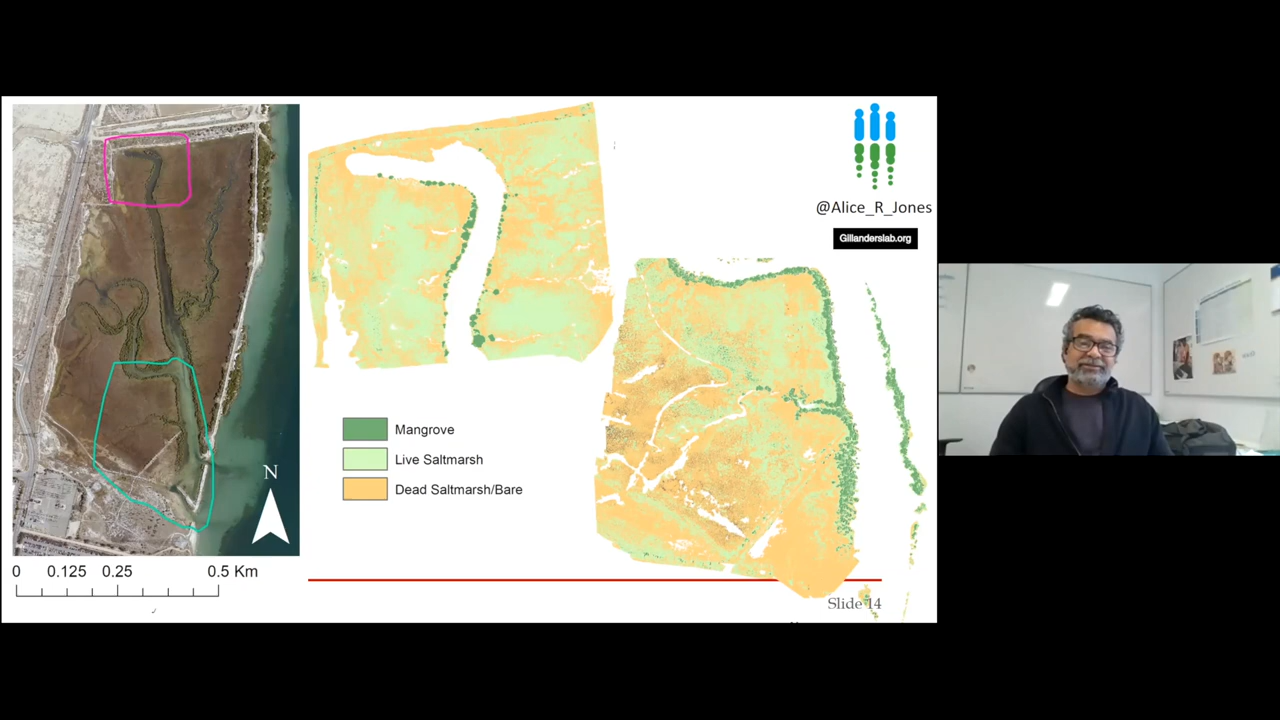 @Alice_R_Jones
Gillanderslab.org
Mangrove
Live Saltmarsh
Dead Saltmarsh/Bare
N
0 0.125 0.25 0.5 Km
Slide 14